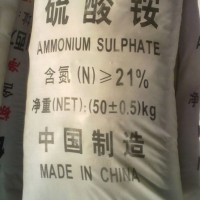 硫酸铵
AMMONIUM SULPHATE
含氮(N)≥21%
净重(NET):(50±0.5)kg
中国制造
MADE IN CHINA